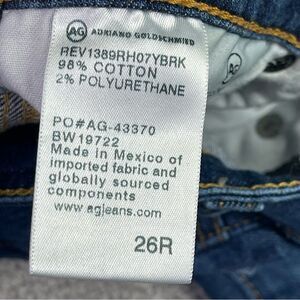 AG ADRIANO GOLDSCHMIED
REV1389RH07YBRK
98% COTTON
2% POLYURETHANE
PO#AG-43370
BW19722
Made in Mexico of
imported fabric and
globally sourced
components
www.agjeans.com
26R
AG